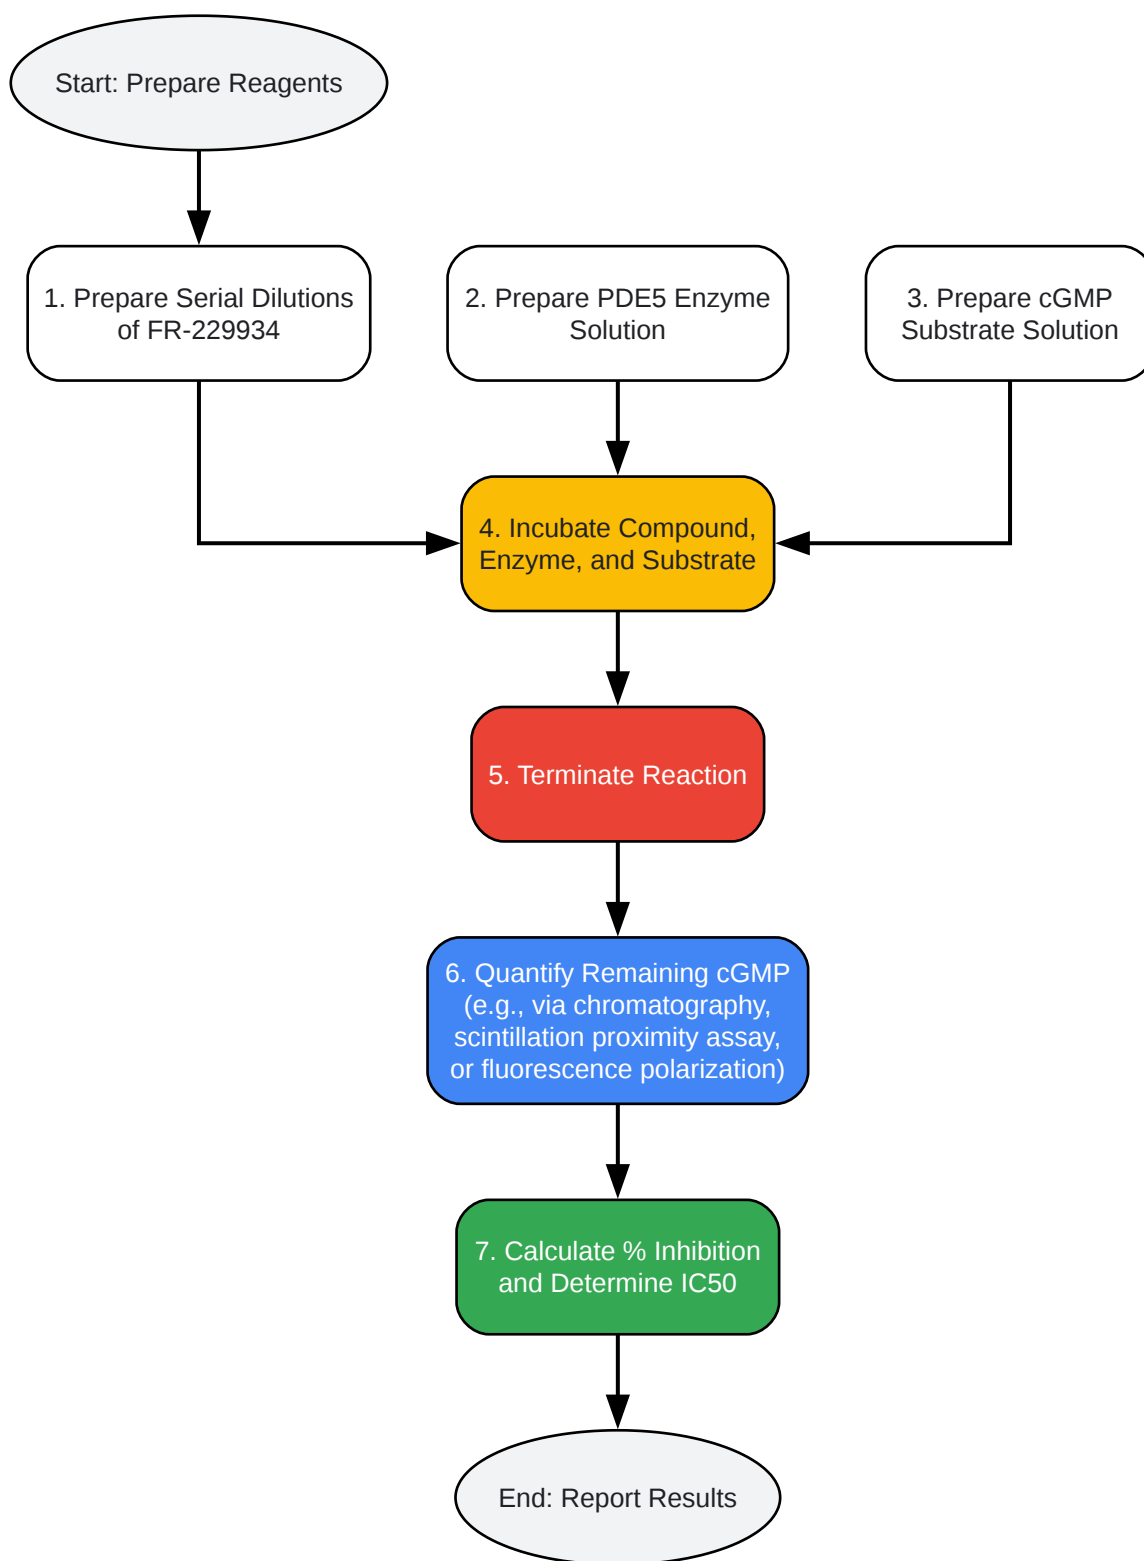 Start: Prepare Reagents
1. Prepare Serial Dilutions
of FR-229934
2. Prepare PDE5 Enzyme
Solution
3. Prepare cGMP
Substrate Solution
4. Incubate Compound,
Enzyme, and Substrate
5. Terminate Reaction
6. Quantify Remaining cGMP
(e.g., via chromatography,
scintillation proximity assay,
or fluorescence polarization)
7. Calculate % Inhibition
and Determine IC50
End: Report Results